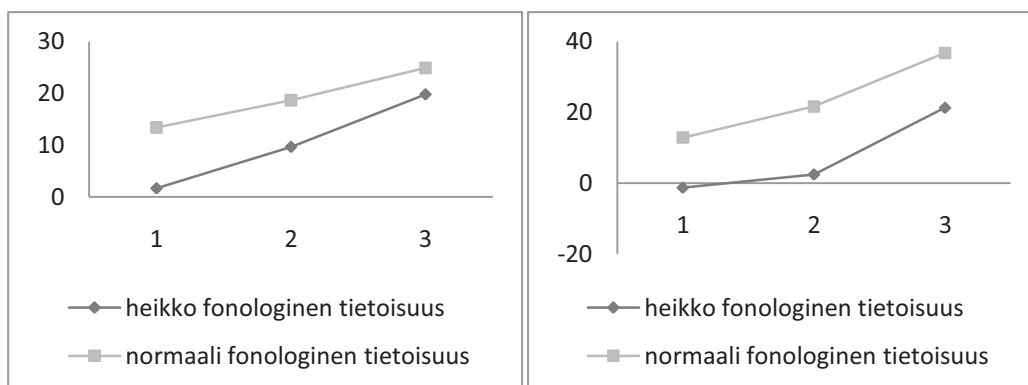 30
20
10
0
1 2 3
heikko fonologinen tietoisuus
normaali fonologinen tietoisuus
40
20
0
-20
1 2 3
heikko fonologinen tietoisuus
normaali fonologinen tietoisuus